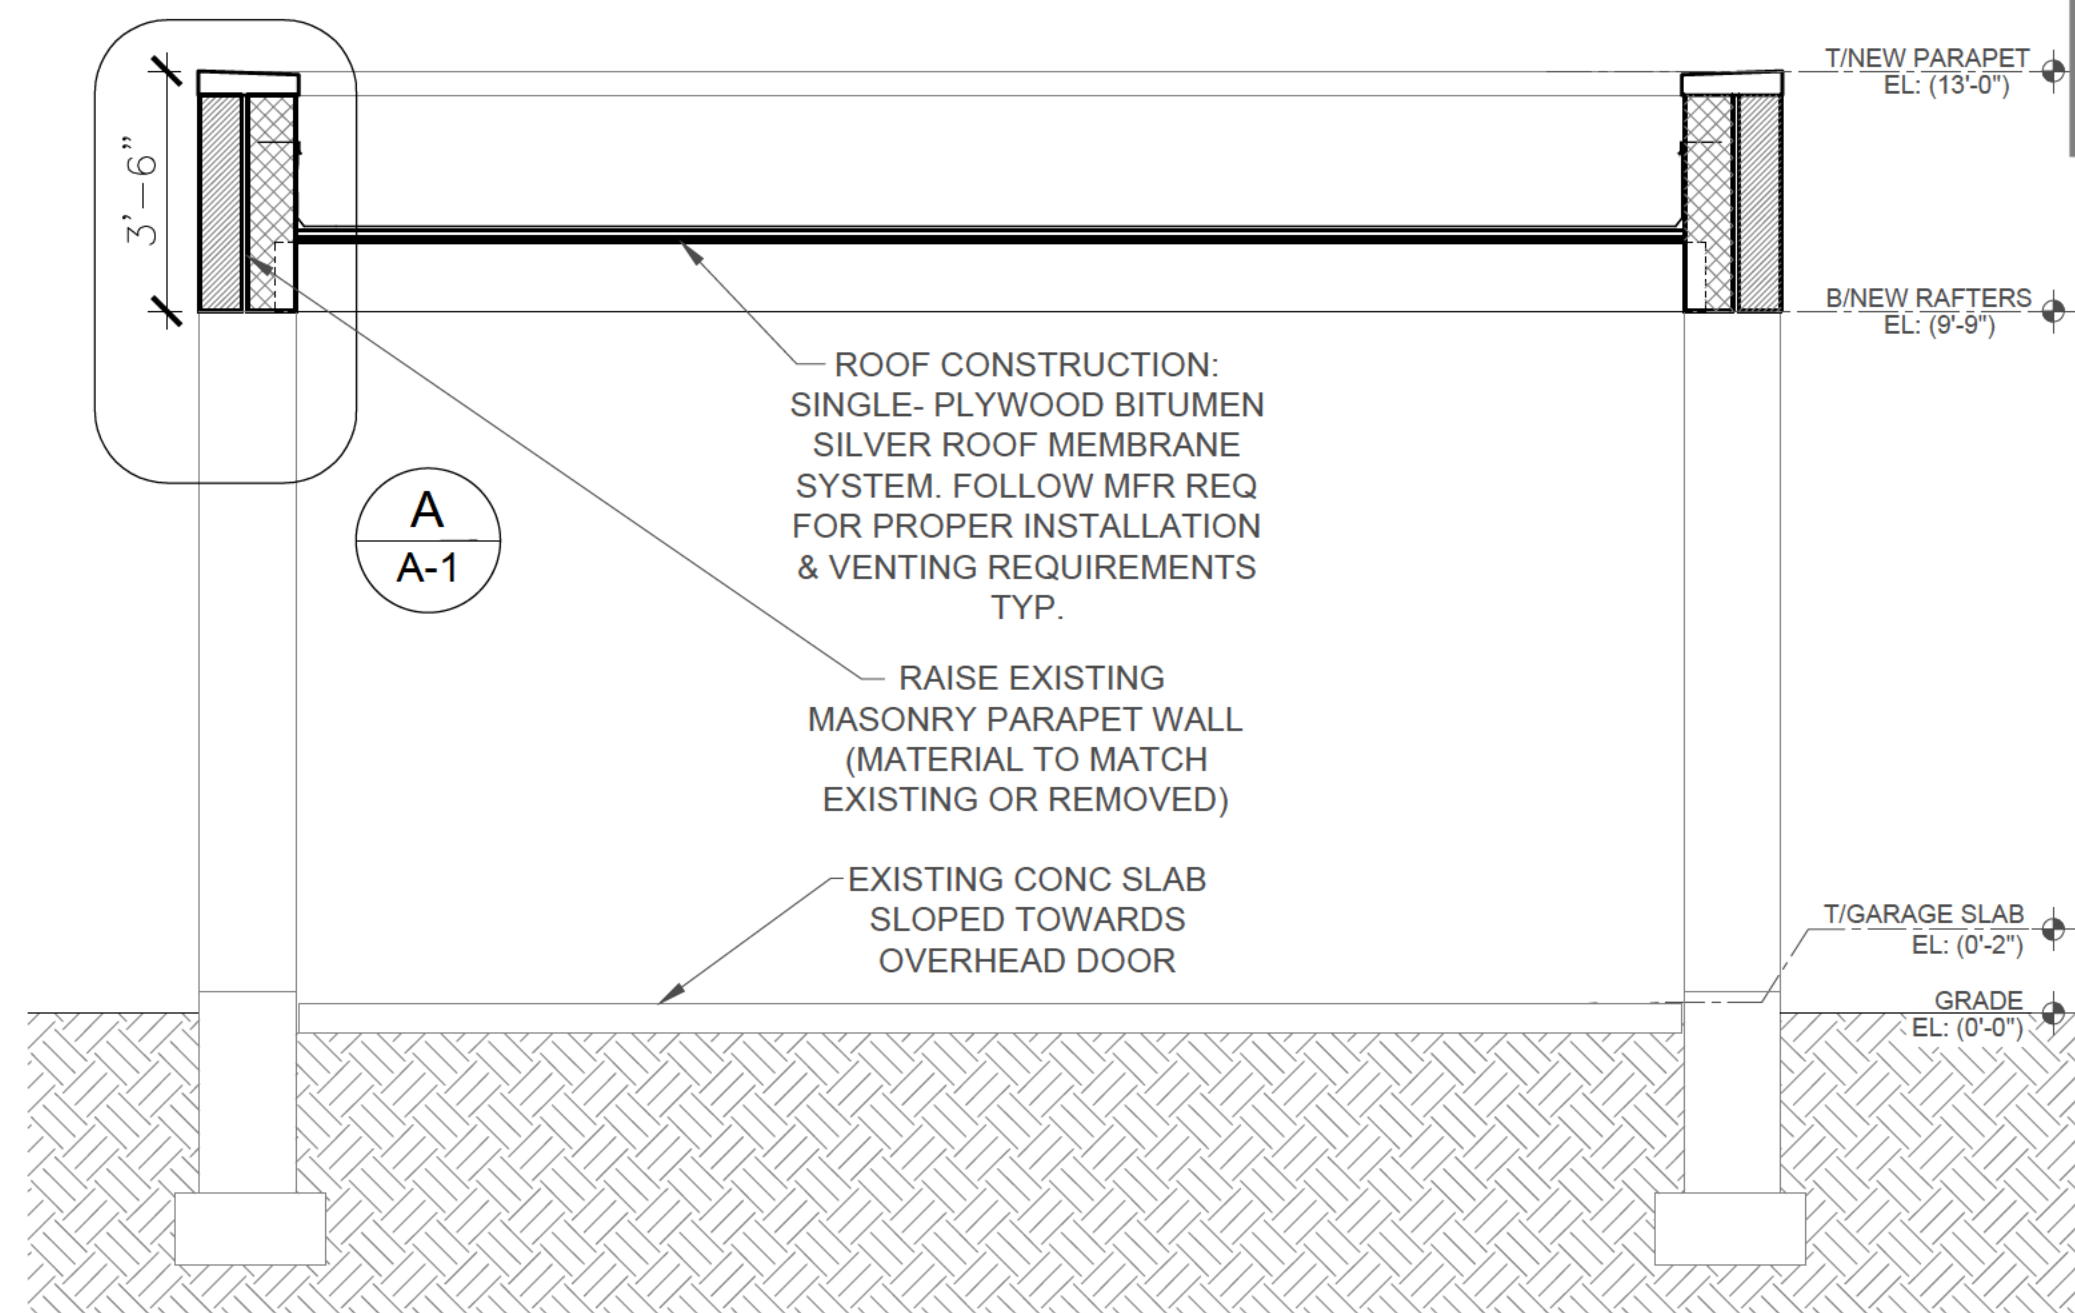 T/NEW PARAPET
EL: (13'-0")
3'-6"
B/NEW RAFTERS
EL: (9'-9")
ROOF CONSTRUCTION:
SINGLE- PLYWOOD BITUMEN
SILVER ROOF MEMBRANE
SYSTEM. FOLLOW MFR REQ
FOR PROPER INSTALLATION
& VENTING REQUIREMENTS
TYP.
A
A-1
RAISE EXISTING
MASONRY PARAPET WALL
(MATERIAL TO MATCH
EXISTING OR REMOVED)
EXISTING CONC SLAB
SLOPED TOWARDS
OVERHEAD DOOR
T/GARAGE SLAB
EL: (0'-2")
GRADE
EL: (0'-0")